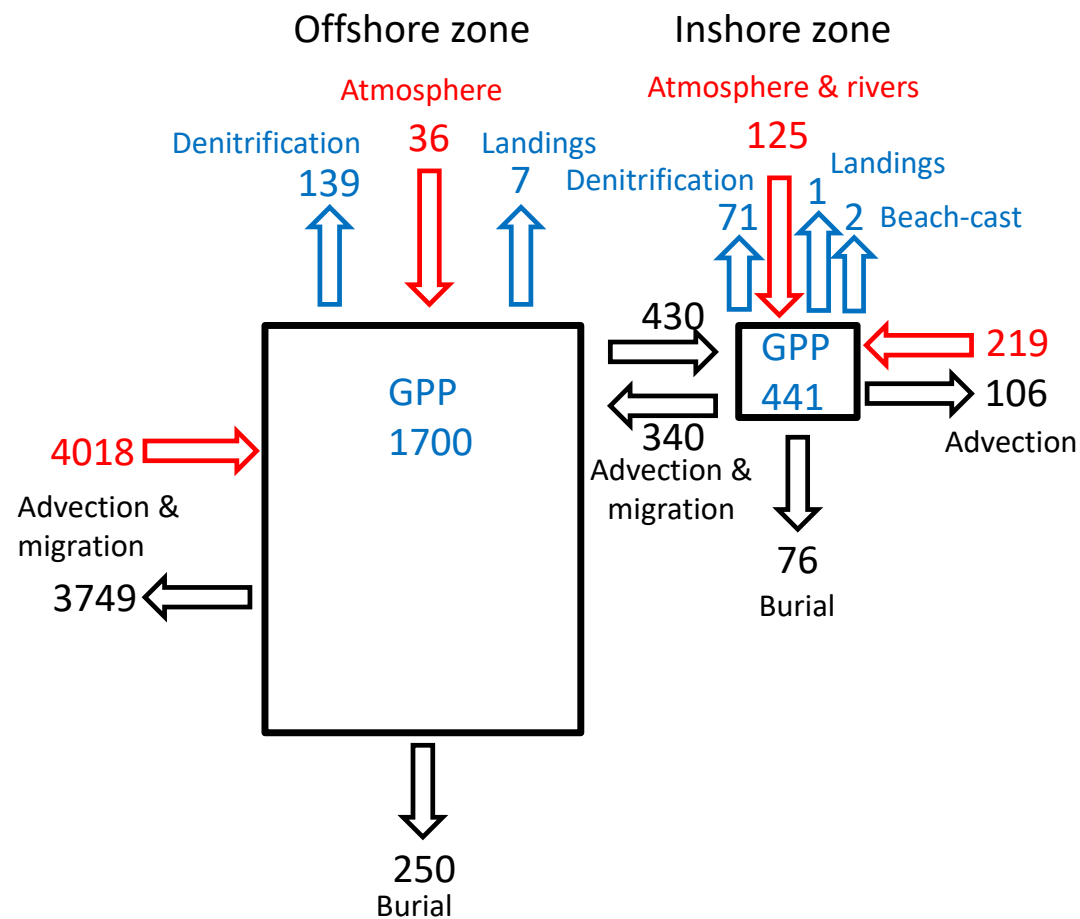 Offshore zone
Inshore zone
Atmosphere
36
Denitrification
139
Landings
7
Atmosphere & rivers
125
Denitrification
71
Landings
1
2
Beach-cast
GPP
1700
GPP
441
430
340
Advection &
migration
219
106
Advection
4018
Advection &
migration
3749
76
Burial
250
Burial